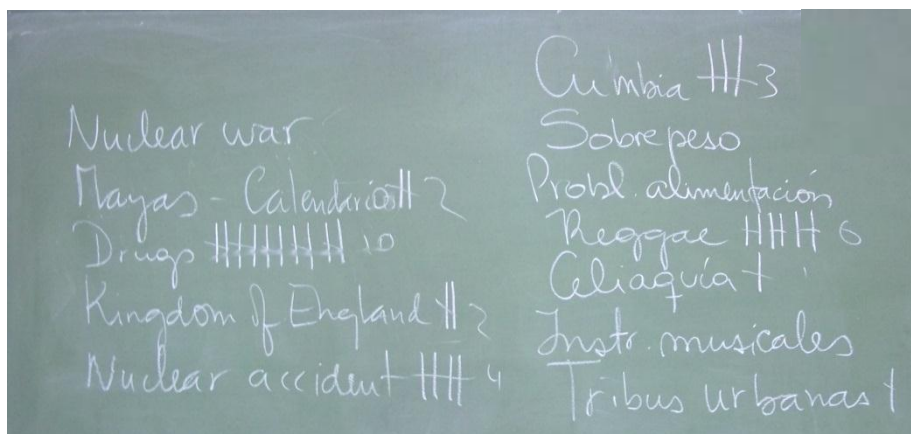 Nuclear war
Mayas - Calendarios 2
Drugs 10
Kingdom of England 2
Nuclear accident 4
Cumbia 3
Sobrepeso
Probl. alimentación
Reggae 6
Celiaquía
Instr. musicales
Tribus urbanas